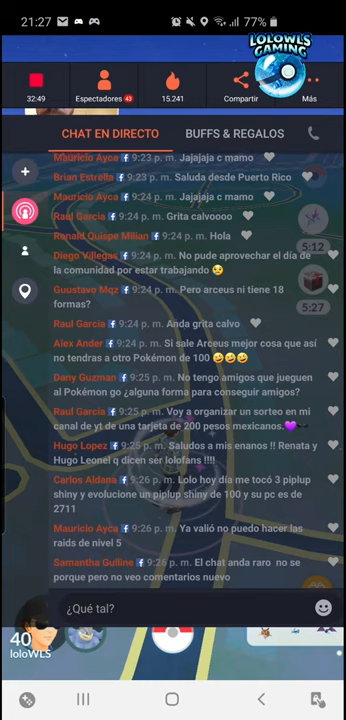 21:27
77%
LOLOWLS
GAMING
32:49
Espectadores 43
15.241
Compartir
Más
CHAT EN DIRECTO
BUFFS & REGALOS
Mauricio Ayca 9:23 p. m. Jajajaja c mamo
Brian Estrella 9:23 p. m. Saluda desde Puerto Rico
Mauricio Ayca 9:24 p. m. Jajajaja c mamo
Raul Garcia 9:24 p. m. Grita calvoooo
Ronald Quispe Milian 9:24 p. m. Hola
5:12
Diego Villegas 9:24 p. m. No pude aprovechar el día de
la comunidad por estar trabajando 😢
Guustavo Mqz 9:24 p. m. Pero arceus ni tiene 18
formas?
5:27
Raul Garcia 9:24 p. m. Anda grita calvo
Alex Ander 9:24 p. m. Si sale Arceus mejor cosa que así
no tendras a otro Pokémon de 100 🤣🤣🤣
Dany Guzman 9:25 p. m. No tengo amigos que jueguen
al Pokémon go ¿alguna forma para conseguir amigos?
Raul Garcia 9:25 p. m. Voy a organizar un sorteo en mi
canal de yt de una tarjeta de 200 pesos mexicanos.💜🕶
Hugo Lopez 9:25 p. m. Saludos a mis enanos !! Renata y
Hugo Leonel q dicen ser lolofans !!!!
Carlos Aldana 9:26 p. m. Lolo hoy día me tocó 3 piplup
shiny y evolucione un piplup shiny de 100 y su pc es de
2711
Mauricio Ayca 9:26 p. m. Ya valió no puedo hacer las
raids de nivel 5
Samantha Gulline 9:26 p. m. El chat anda raro no se
porque pero no veo comentarios nuevo
¿Qué tal?
40
loloWLS